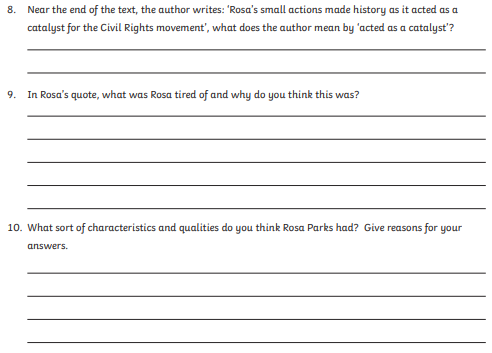 8. Near the end of the text, the author writes: 'Rosa's small actions made history as it acted as a
catalyst for the Civil Rights movement', what does the author mean by 'acted as a catalyst'?
9. In Rosa's quote, what was Rosa tired of and why do you think this was?
10. What sort of characteristics and qualities do you think Rosa Parks had? Give reasons for your
answers.